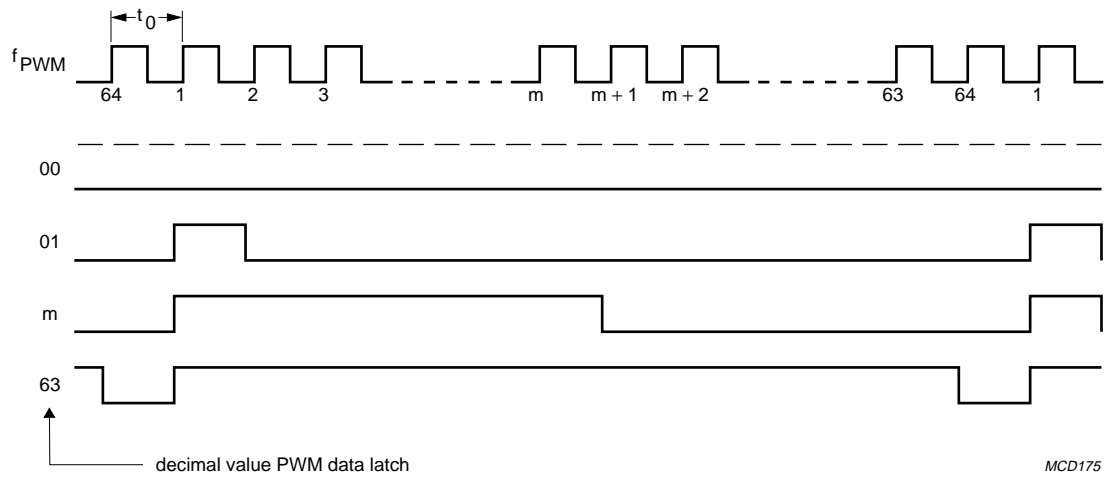 t0
fPWM
64 1 2 3 m m + 1 m + 2 63 64 1
00
01
m
63
decimal value PWM data latch
MCD175